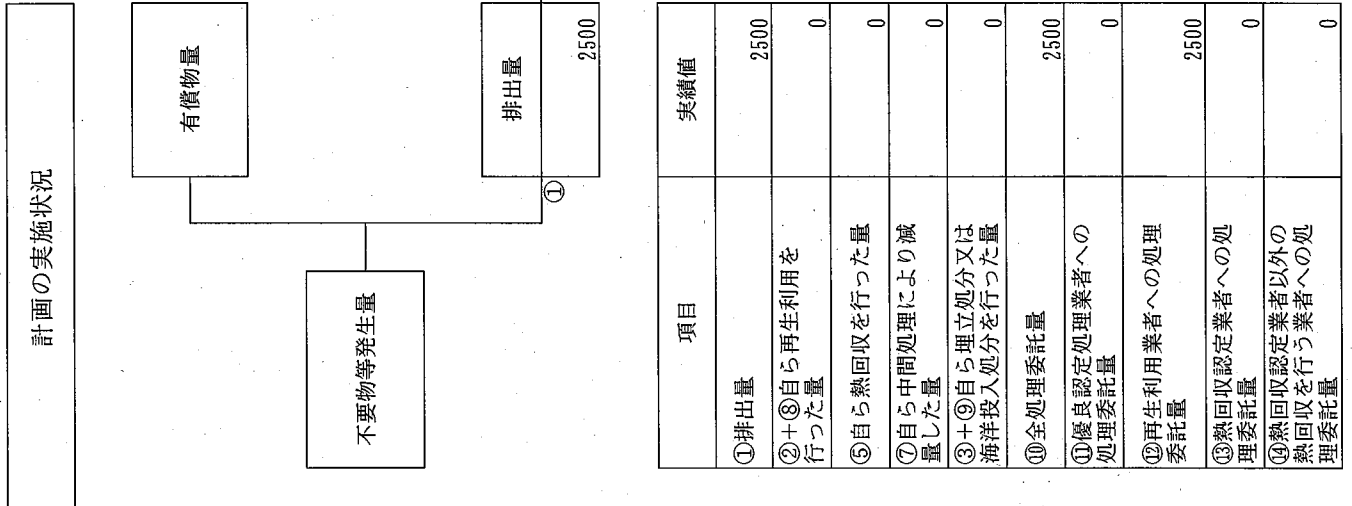 計画の実施状況
有償物量
不要物等発生量
排出量
①
2500
項目
実績値
①排出量
2500
②+⑧自ら再生利用を
行った量
0
⑤自ら熱回収を行った量
0
⑦自ら中間処理により減
量した量
0
③+⑨自ら埋立処分又は
海洋投入処分を行った量
0
⑩全処理委託量
2500
⑪優良認定処理業者への
処理委託量
0
⑫再生利用業者への処理
委託量
2500
⑬熱回収認定業者への処
理委託量
0
⑭熱回収認定業者以外の
熱回収を行う業者への処
理委託量
0